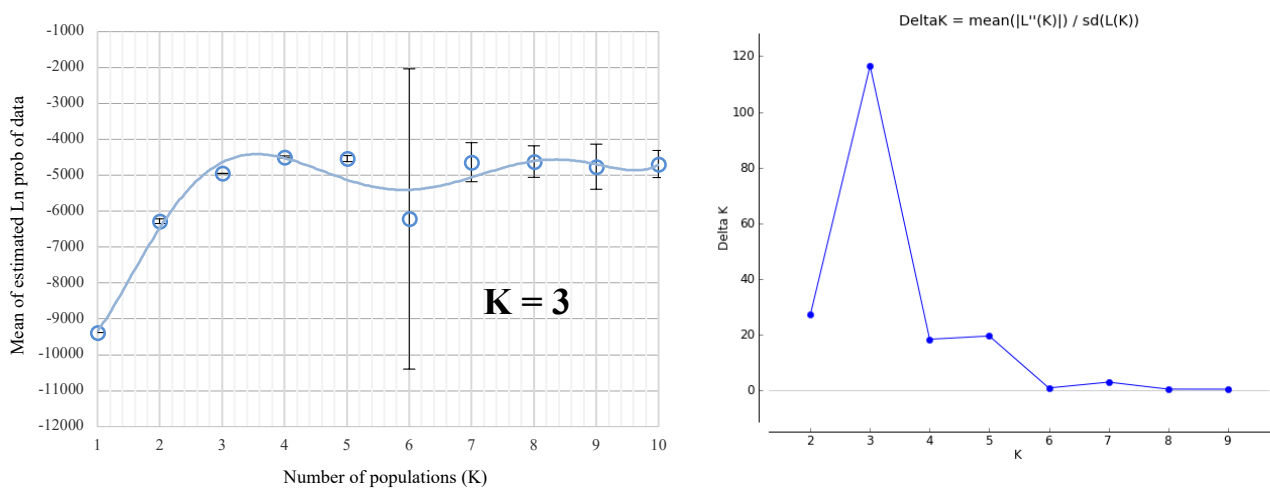 Mean of estimated Ln prob of data
-1000
-2000
-3000
-4000
-5000
-6000
-7000
-8000
-9000
-10000
-11000
-12000
K = 3
1 2 3 4 5 6 7 8 9 10
Number of populations (K)
DeltaK = mean(|L''(K)|) / sd(L(K))
Delta K
120
100
80
60
40
20
0
2 3 4 5 6 7 8 9
K